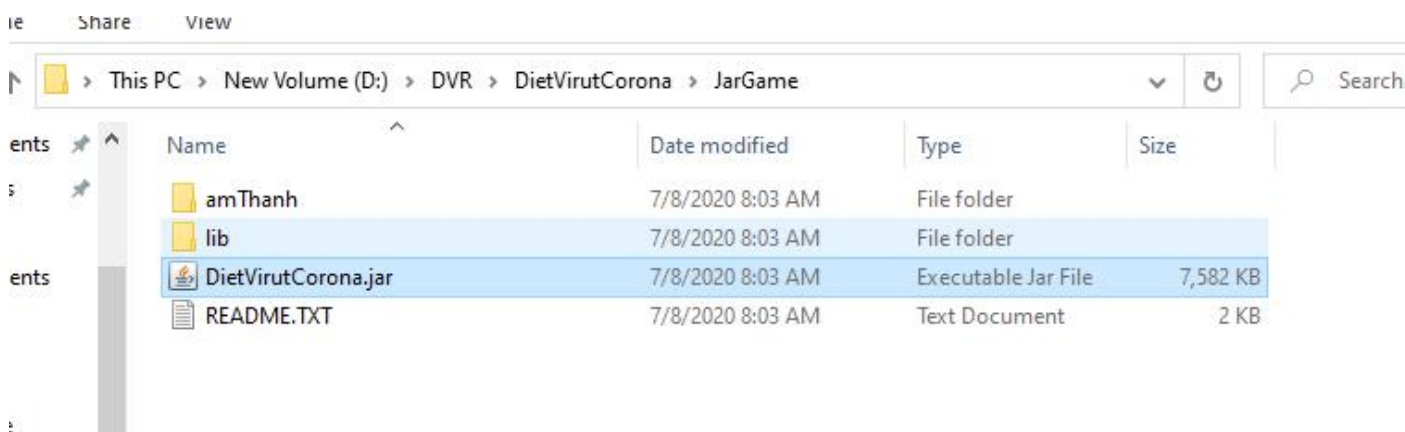 Share View
This PC > New Volume (D:) > DVR > DietVirutCorona > JarGame Search
ents Name Date modified Type Size
s amThanh 7/8/2020 8:03 AM File folder
lib 7/8/2020 8:03 AM File folder
ents DietVirutCorona.jar 7/8/2020 8:03 AM Executable Jar File 7,582 KB
README.TXT 7/8/2020 8:03 AM Text Document 2 KB